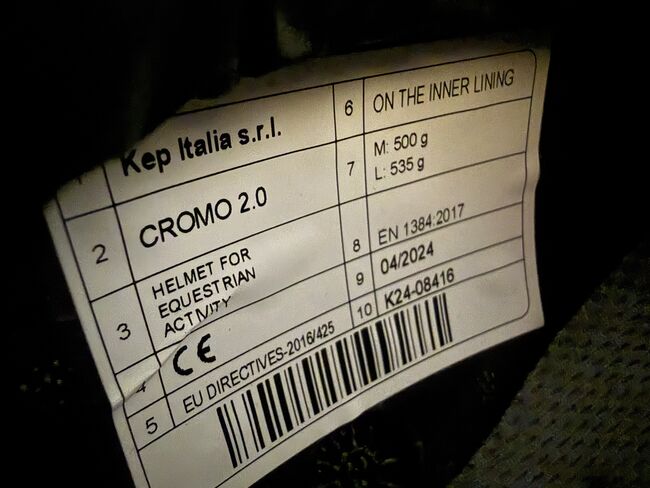 1 Kep Italia s.r.l.
2 CROMO 2.0
3 HELMET FOR
EQUESTRIAN
ACTIVITY
4 CE
5 EU DIRECTIVES-2016/425
6 ON THE INNER LINING
7 M: 500 g
L: 535 g
8 EN 1384:2017
9 04/2024
10 K24-08416